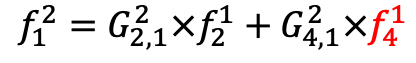 f₁² = G²₂,₁×f₂¹ + G²₄,₁×f₄¹